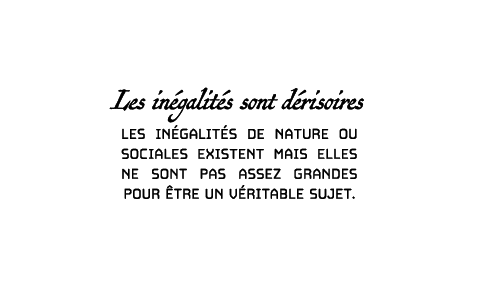 Les inégalités sont dérisoires
LES INÉGALITÉS DE NATURE OU
SOCIALES EXISTENT MAIS ELLES
NE SONT PAS ASSEZ GRANDES
POUR ÊTRE UN VÉRITABLE SUJET.